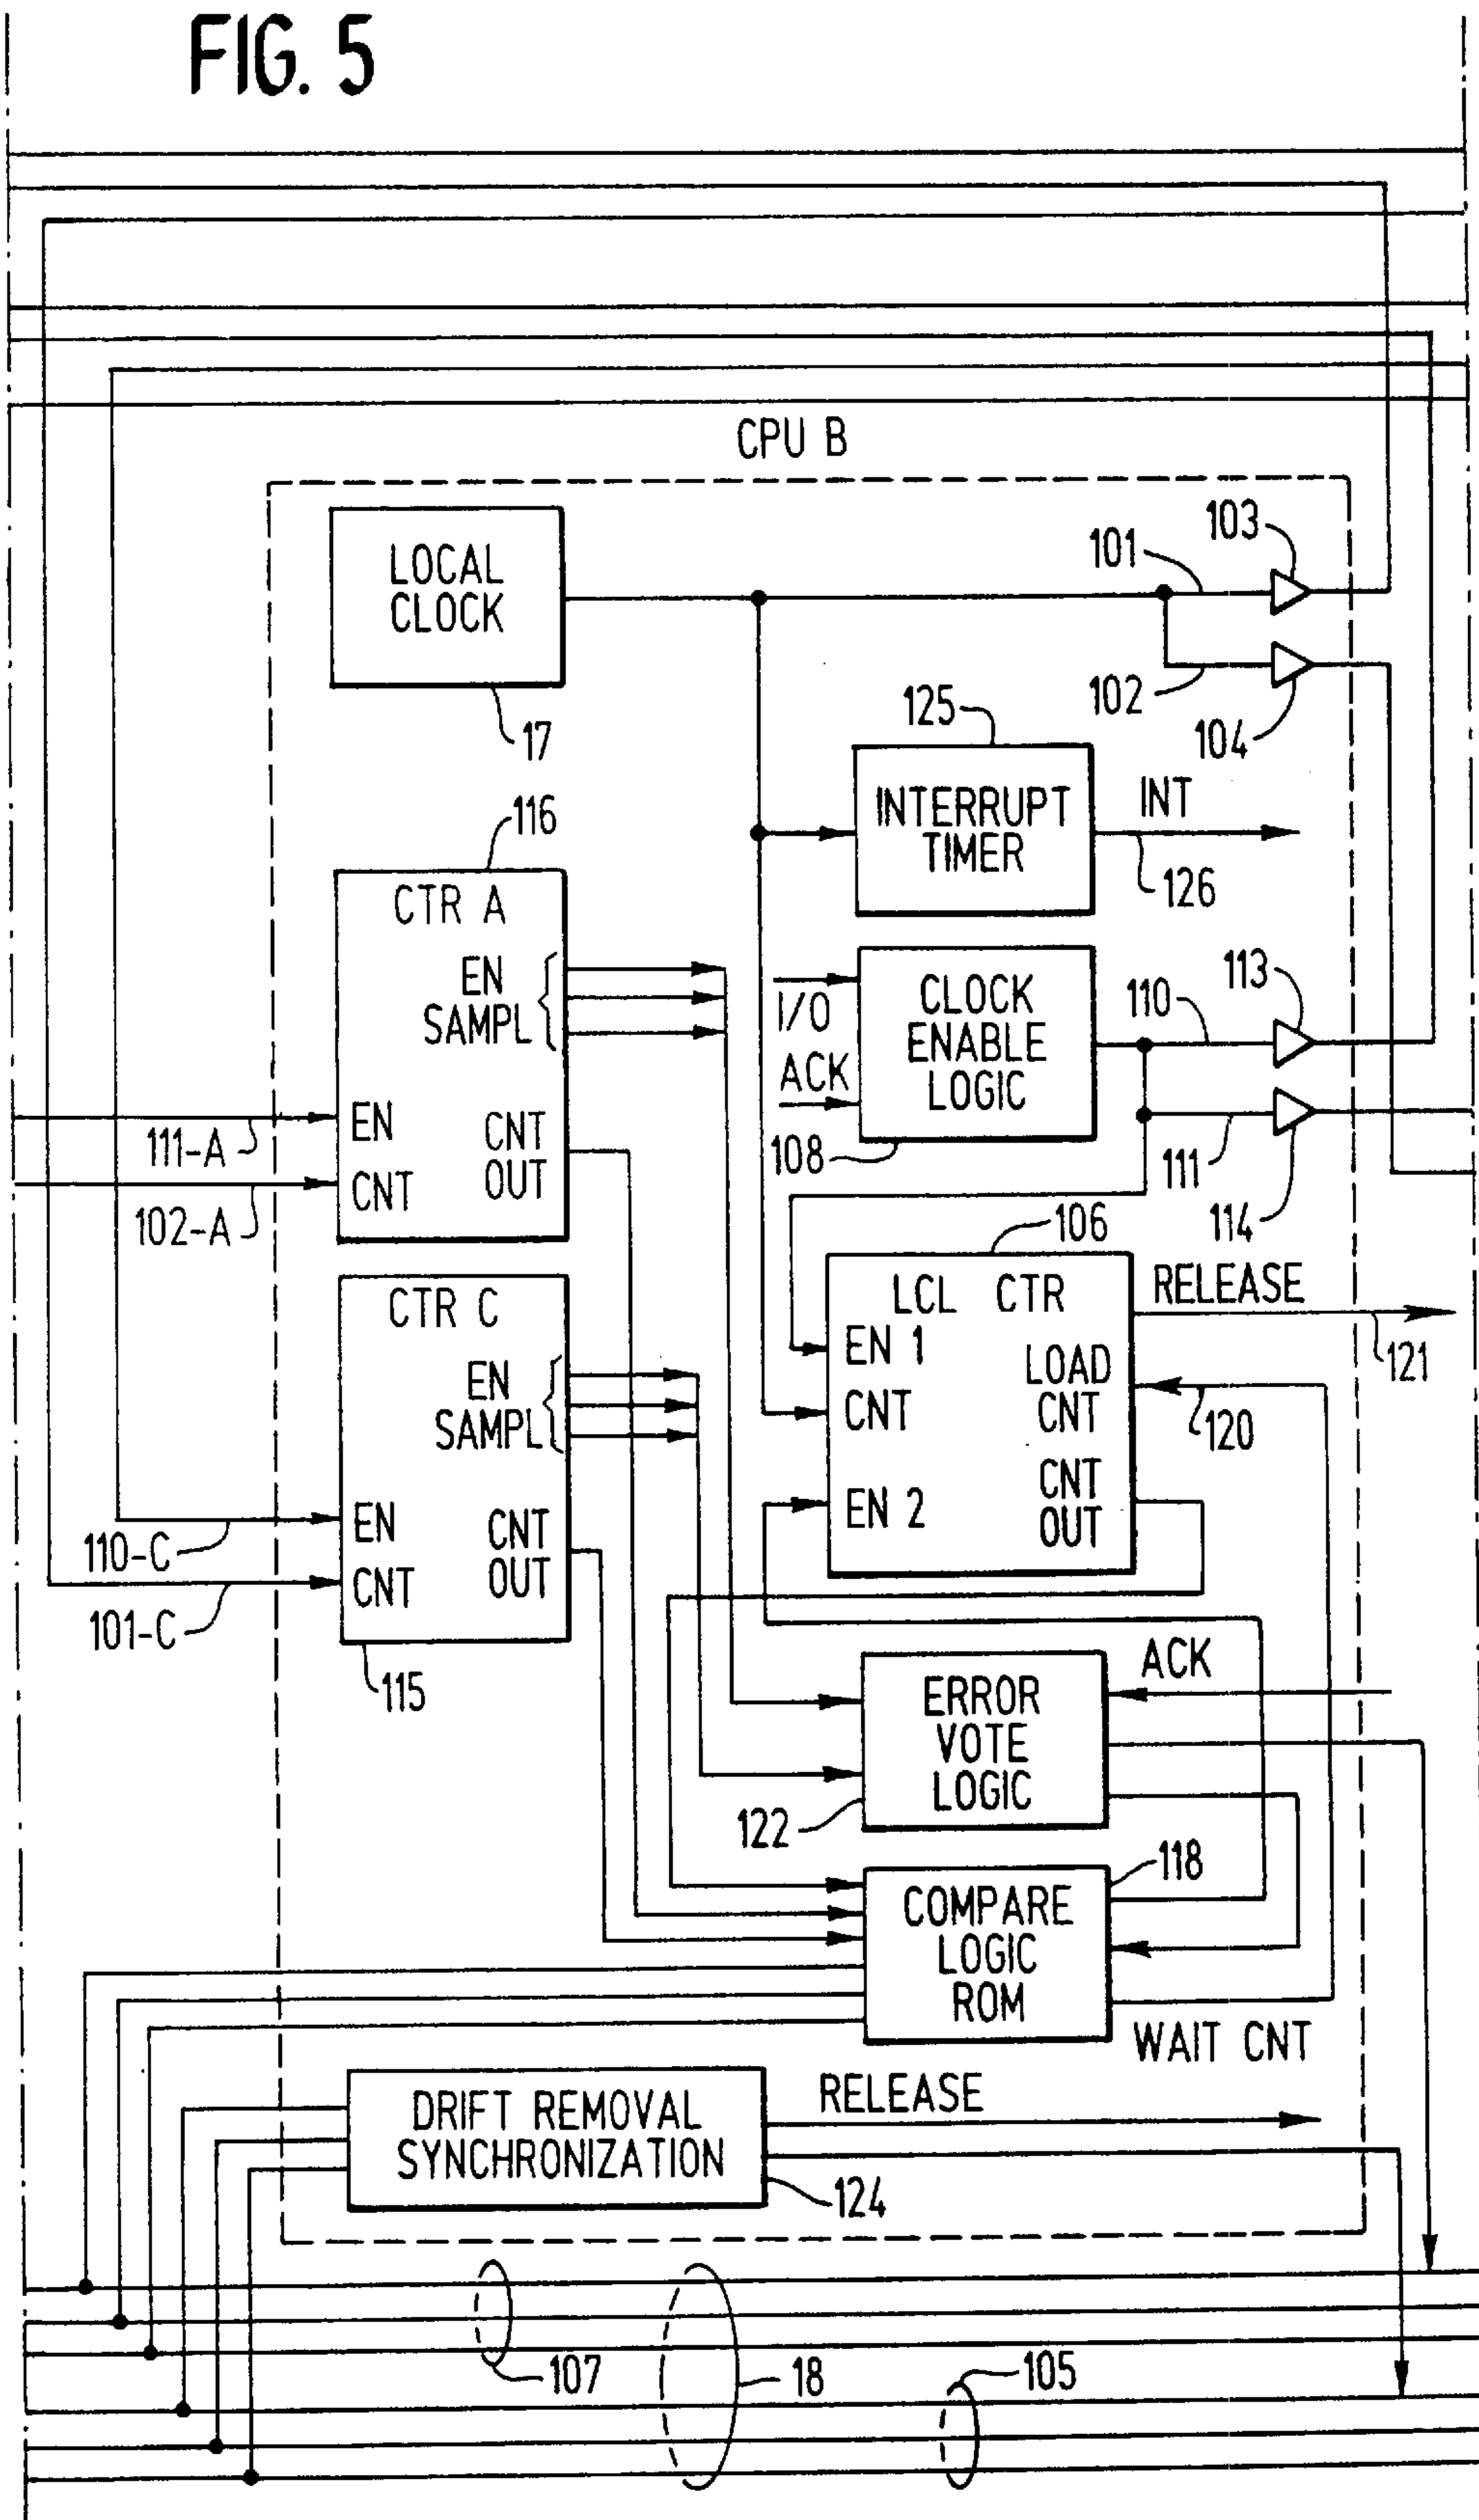 FIG. 5
CPU B
LOCAL
CLOCK
17
101
103
102
104
125
INTERRUPT
TIMER
INT
126
116
CTR A
EN
SAMPL
EN
CNT
CNT
OUT
111-A
102-A
I/O
ACK
CLOCK
ENABLE
LOGIC
108
110
113
111
114
106
LCL CTR
RELEASE
121
EN 1
LOAD
CNT
CNT
120
EN 2
CNT
OUT
CTR C
EN
SAMPL
EN
CNT
CNT
OUT
110-C
101-C
115
ERROR
VOTE
LOGIC
ACK
122
118
COMPARE
LOGIC
ROM
WAIT CNT
DRIFT REMOVAL
SYNCHRONIZATION
RELEASE
124
107
18
105